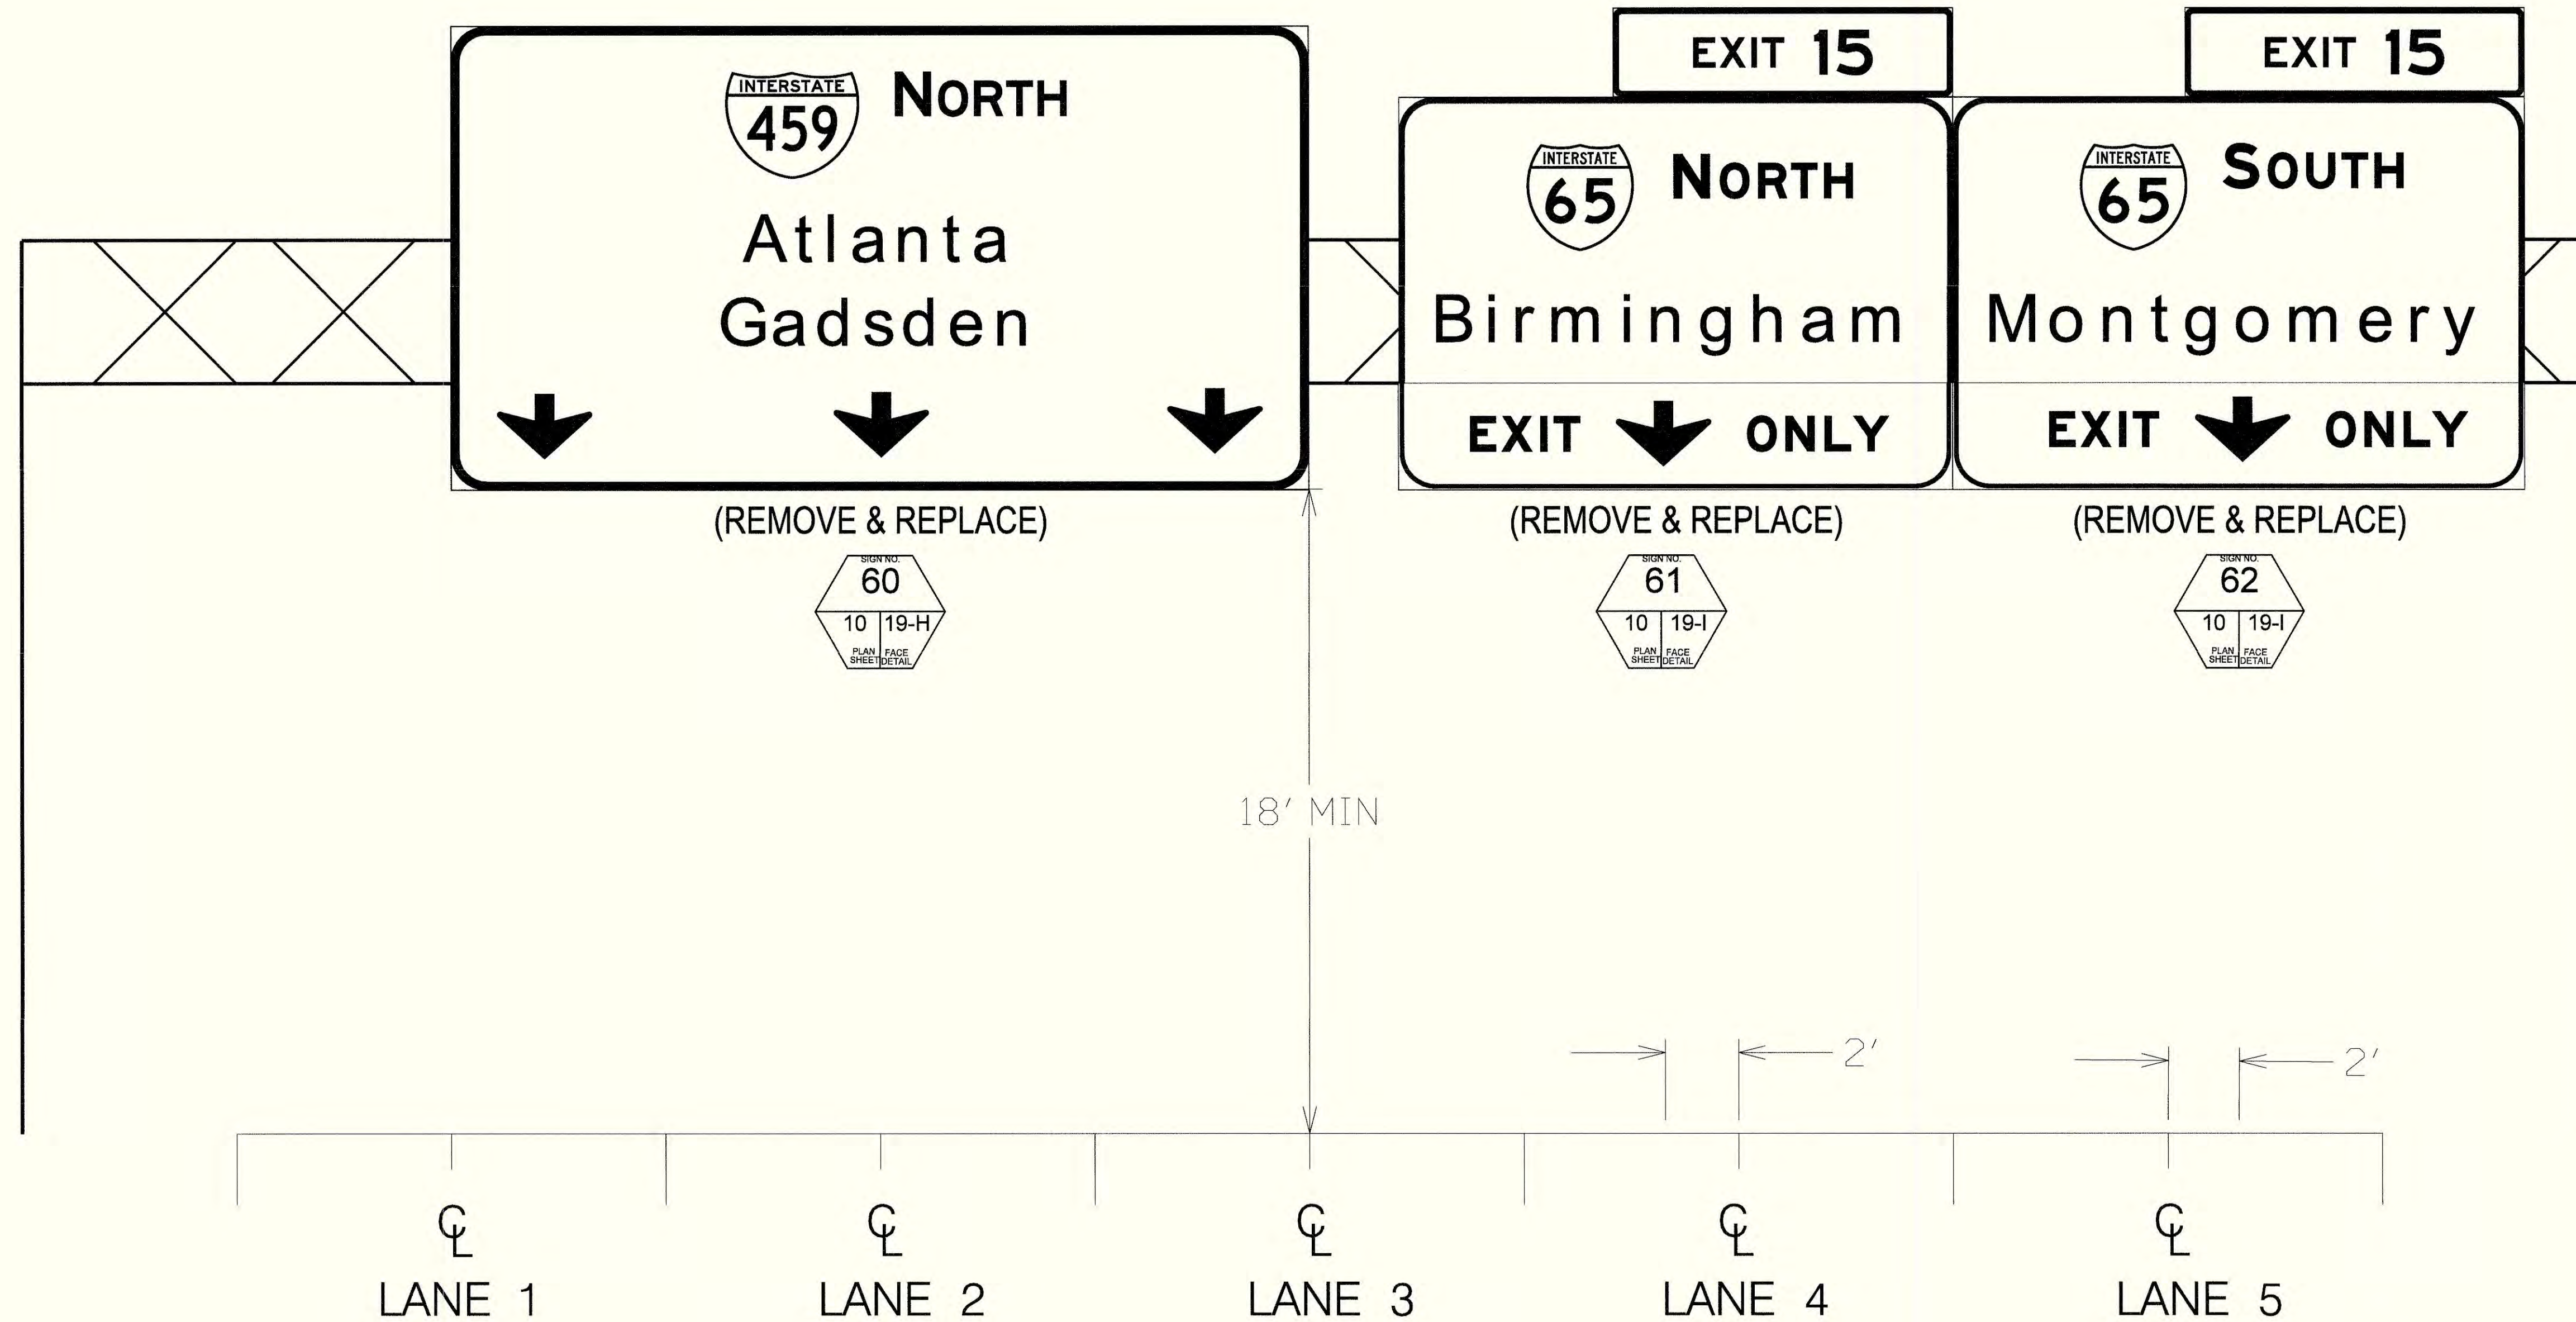 INTERSTATE
459
NORTH
Atlanta
Gadsden
(REMOVE & REPLACE)
SIGN NO.
60
10 19-H
PLAN SHEET FACE DETAIL
EXIT 15
INTERSTATE
65
NORTH
Birmingham
EXIT ONLY
(REMOVE & REPLACE)
SIGN NO.
61
10 19-I
PLAN SHEET FACE DETAIL
EXIT 15
INTERSTATE
65
SOUTH
Montgomery
EXIT ONLY
(REMOVE & REPLACE)
SIGN NO.
62
10 19-I
PLAN SHEET FACE DETAIL
18' MIN
2'
2'
CL
CL
CL
CL
CL
LANE 1
LANE 2
LANE 3
LANE 4
LANE 5